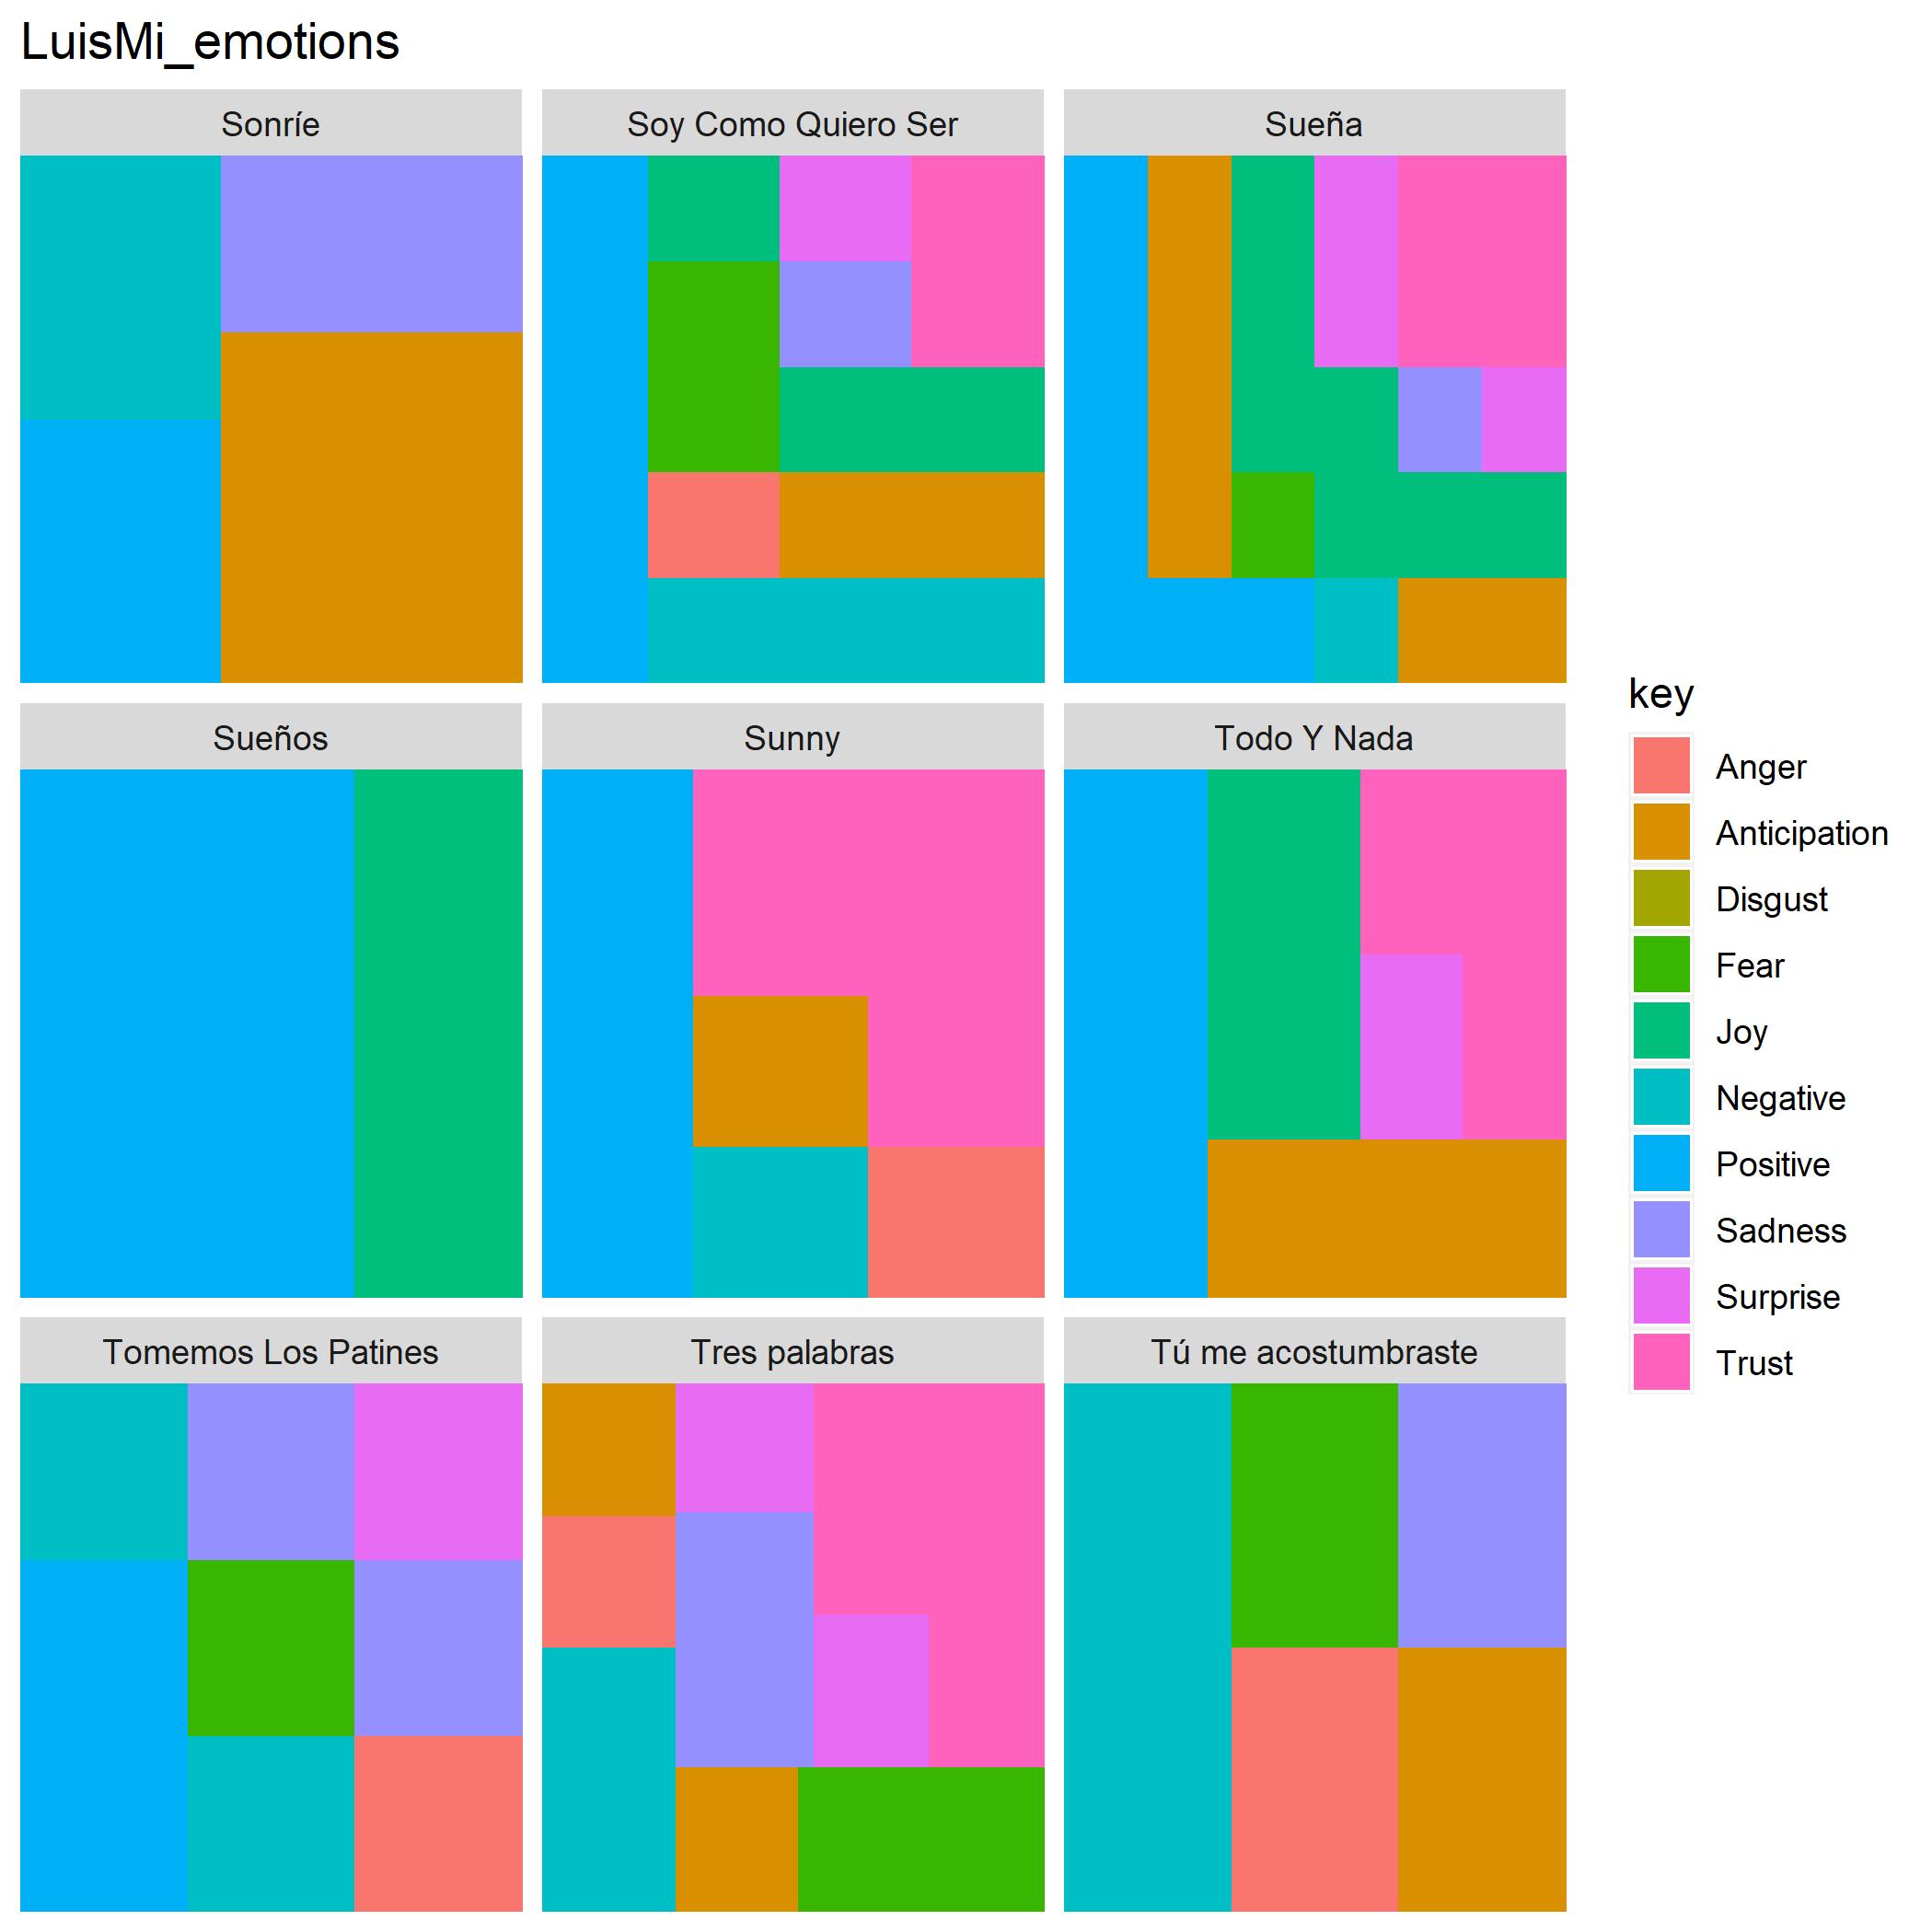 LuisMi_emotions
Sonríe
Soy Como Quiero Ser
Sueña
Sueños
Sunny
Todo Y Nada
Tomemos Los Patines
Tres palabras
Tú me acostumbraste
key
Anger
Anticipation
Disgust
Fear
Joy
Negative
Positive
Sadness
Surprise
Trust